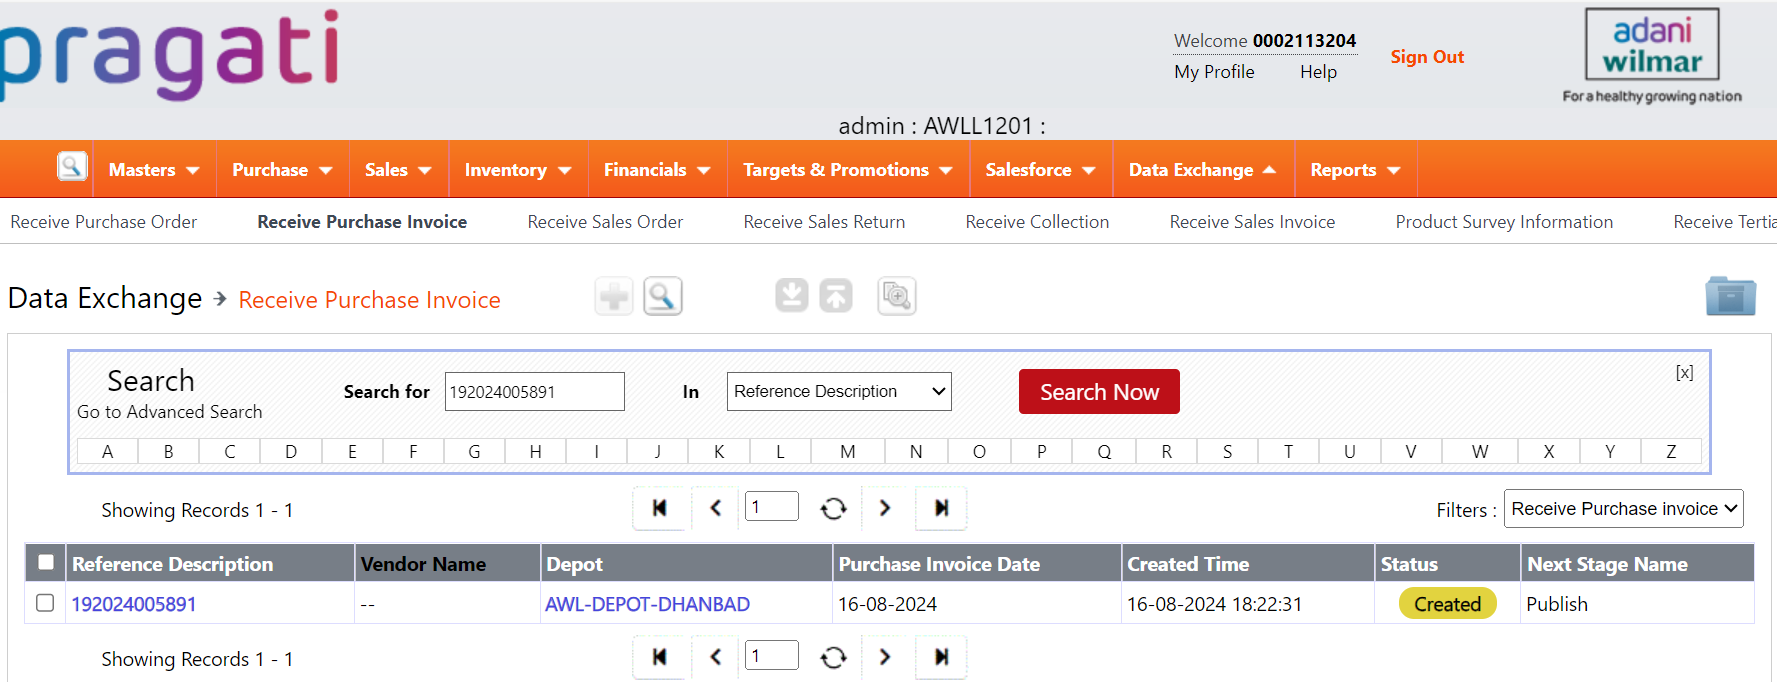 pragati
Welcome 0002113204
My Profile Help
Sign Out
adani
wilmar
For a healthy growing nation
admin : AWLL1201 :
Masters Purchase Sales Inventory Financials Targets & Promotions Salesforce Data Exchange Reports
Receive Purchase Order Receive Purchase Invoice Receive Sales Order Receive Sales Return Receive Collection Receive Sales Invoice Product Survey Information Receive Tertia
Data Exchange Receive Purchase Invoice
[x]
Search
Go to Advanced Search
Search for 192024005891 In Reference Description Search Now
A B C D E F G H I J K L M N O P Q R S T U V W X Y Z
Showing Records 1 - 1 1 Filters : Receive Purchase invoice
Reference Description Vendor Name Depot Purchase Invoice Date Created Time Status Next Stage Name
192024005891 -- AWL-DEPOT-DHANBAD 16-08-2024 16-08-2024 18:22:31 Created Publish
Showing Records 1 - 1 1